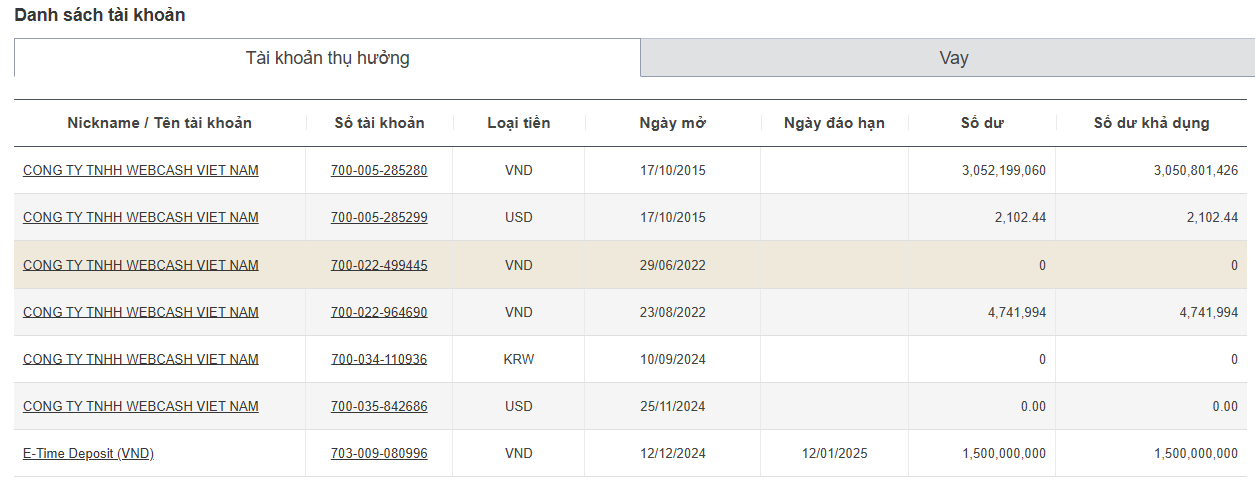 Danh sách tài khoản
Tài khoản thụ hưởng Vay
Nickname / Tên tài khoản Số tài khoản Loại tiền Ngày mở Ngày đáo hạn Số dư Số dư khả dụng
CONG TY TNHH WEBCASH VIET NAM 700-005-285280 VND 17/10/2015 3,052,199,060 3,050,801,426
CONG TY TNHH WEBCASH VIET NAM 700-005-285299 USD 17/10/2015 2,102.44 2,102.44
CONG TY TNHH WEBCASH VIET NAM 700-022-499445 VND 29/06/2022 0 0
CONG TY TNHH WEBCASH VIET NAM 700-022-964690 VND 23/08/2022 4,741,994 4,741,994
CONG TY TNHH WEBCASH VIET NAM 700-034-110936 KRW 10/09/2024 0 0
CONG TY TNHH WEBCASH VIET NAM 700-035-842686 USD 25/11/2024 0.00 0.00
E-Time Deposit (VND) 703-009-080996 VND 12/12/2024 12/01/2025 1,500,000,000 1,500,000,000